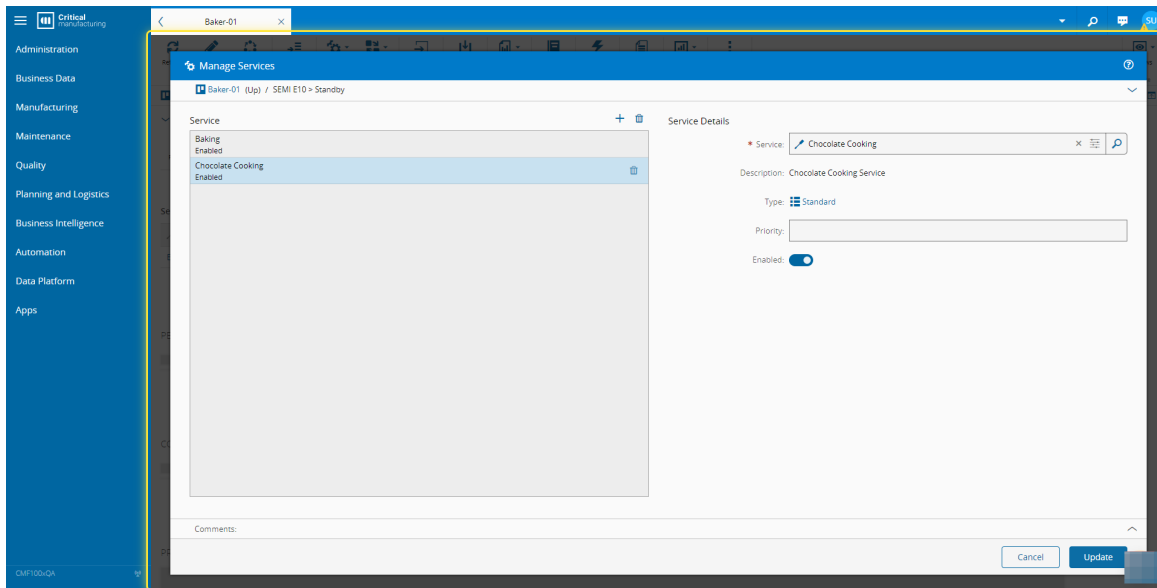 Critical
manufacturing
Baker-01
SU
Administration
Business Data
Manufacturing
Maintenance
Quality
Planning and Logistics
Business Intelligence
Automation
Data Platform
Apps
CMF100xQA
Manage Services
Baker-01 (Up) / SEMI E10 > Standby
Service
Baking
Enabled
Chocolate Cooking
Enabled
Service Details
* Service: Chocolate Cooking
Description: Chocolate Cooking Service
Type: Standard
Priority:
Enabled:
Comments:
Cancel Update